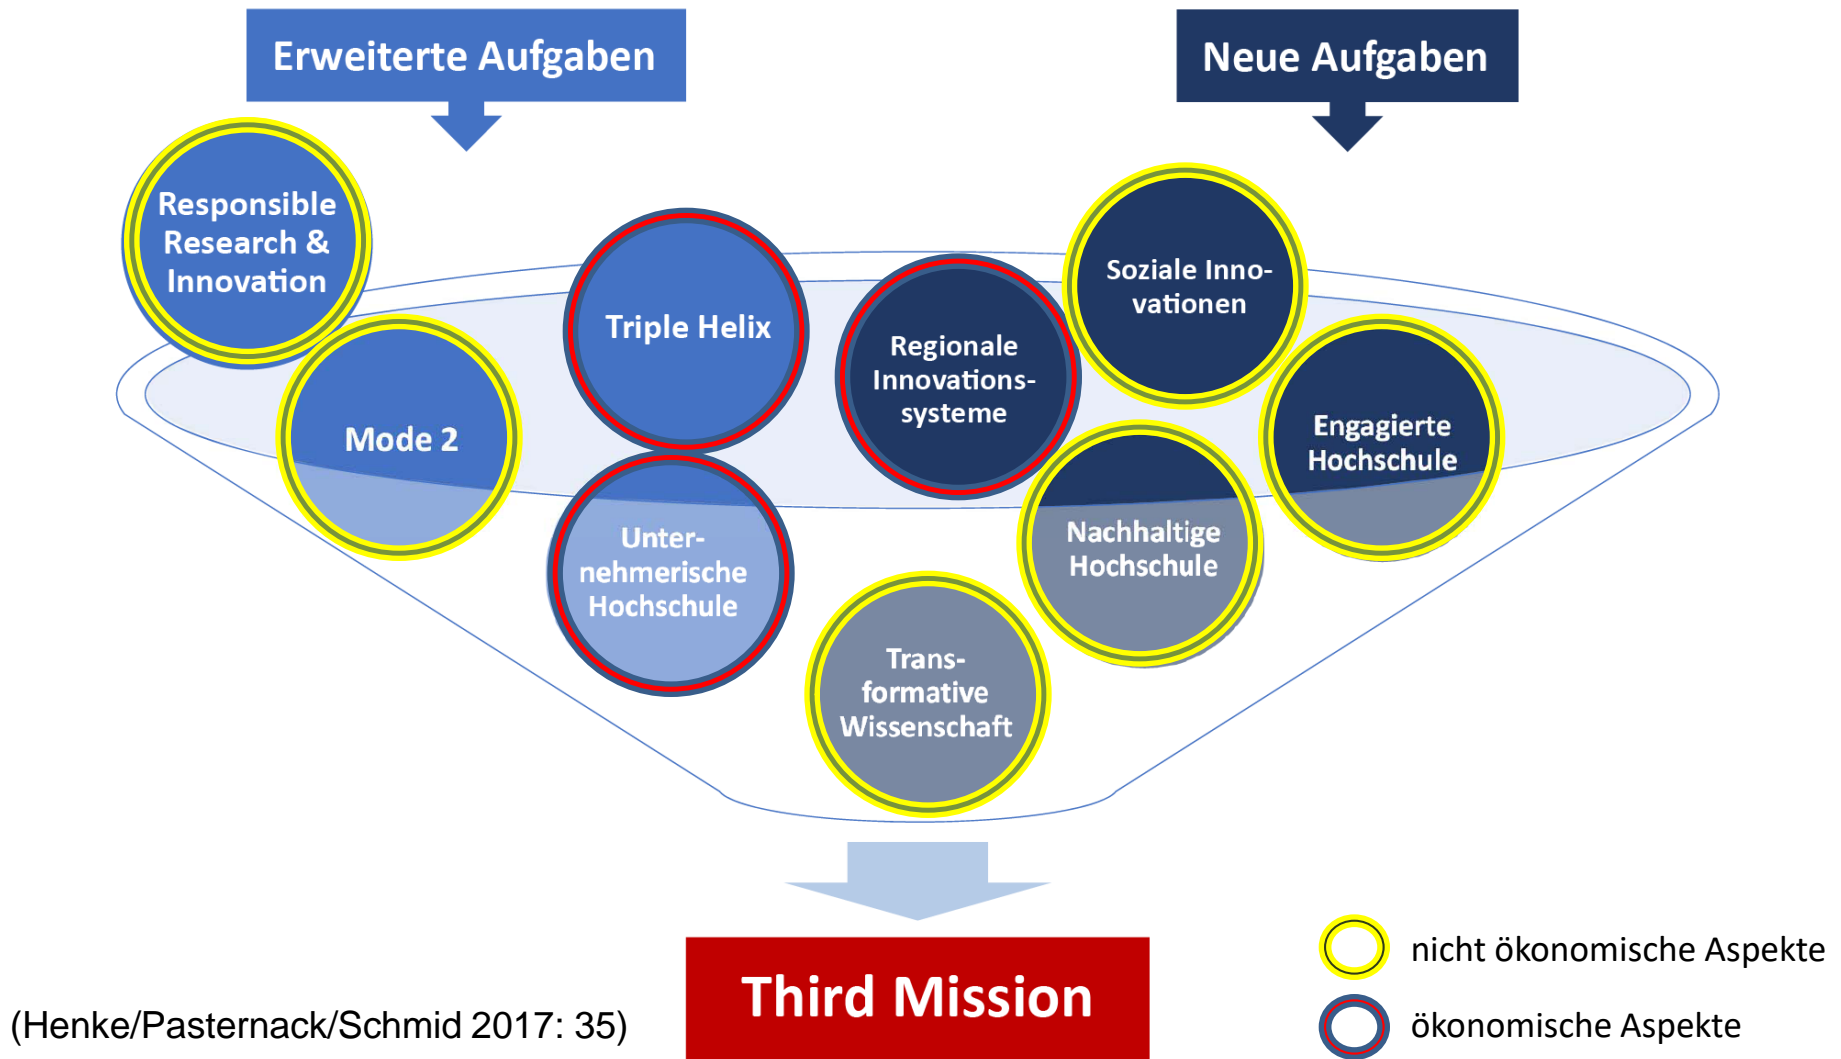 Erweiterte Aufgaben
Neue Aufgaben
Responsible
Research &
Innovation
Mode 2
Triple Helix
Unter-
nehmerische
Hochschule
Regionale
Innovations-
systeme
Soziale Inno-
vationen
Engagierte
Hochschule
Nachhaltige
Hochschule
Trans-
formative
Wissenschaft
Third Mission
(Henke/Pasternack/Schmid 2017: 35)
nicht ökonomische Aspekte
ökonomische Aspekte